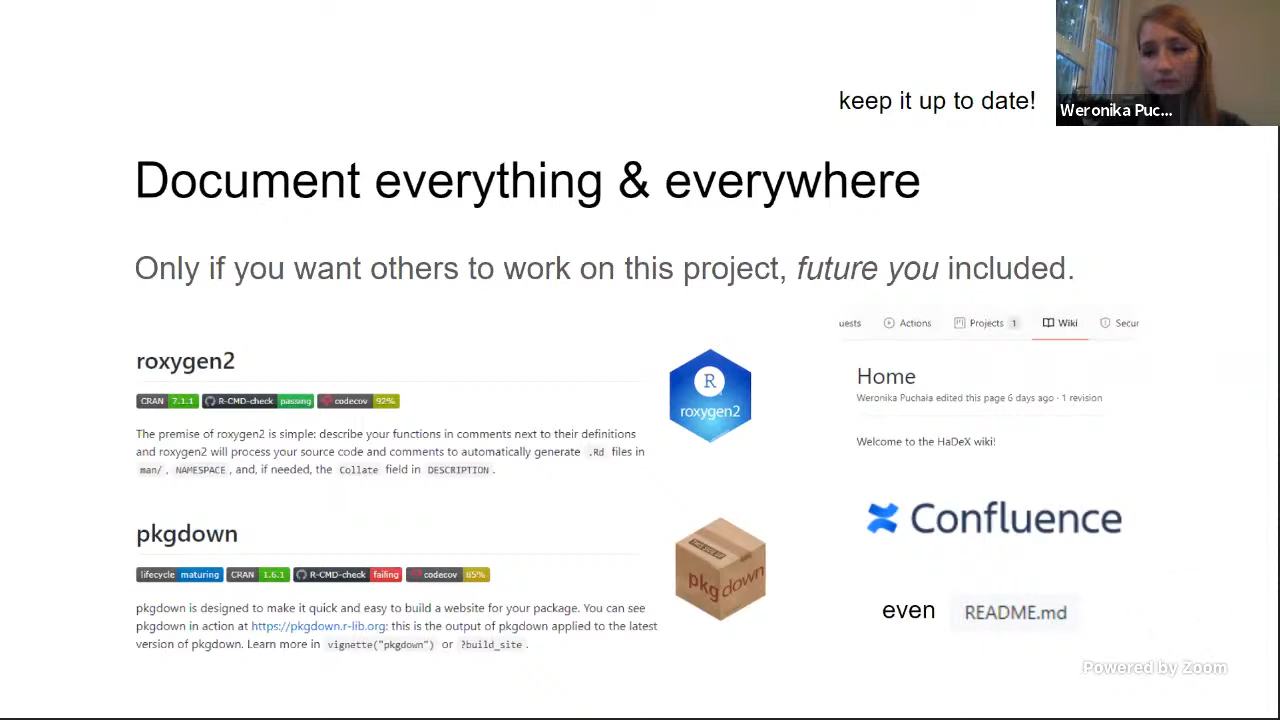 keep it up to date!
Weronika Puc...
Document everything & everywhere
Only if you want others to work on this project, future you included.
roxygen2
CRAN 7.1.1 R-CMD-check passing codecov 92%
The premise of roxygen2 is simple: describe your functions in comments next to their definitions
and roxygen2 will process your source code and comments to automatically generate .Rd files in
man/, NAMESPACE, and, if needed, the Collate field in DESCRIPTION.
R
roxygen2
pkgdown
lifecycle maturing CRAN 1.6.1 R-CMD-check failing codecov 85%
pkgdown is designed to make it quick and easy to build a website for your package. You can see
pkgdown in action at https://pkgdown.r-lib.org: this is the output of pkgdown applied to the latest
version of pkgdown. Learn more in vignette("pkgdown") or ?build_site.
THIS SIDE UP
pkgdown
uests Actions Projects 1 Wiki Secur
Home
Weronika Puchała edited this page 6 days ago · 1 revision
Welcome to the HaDeX wiki!
Confluence
even README.md
Powered by Zoom